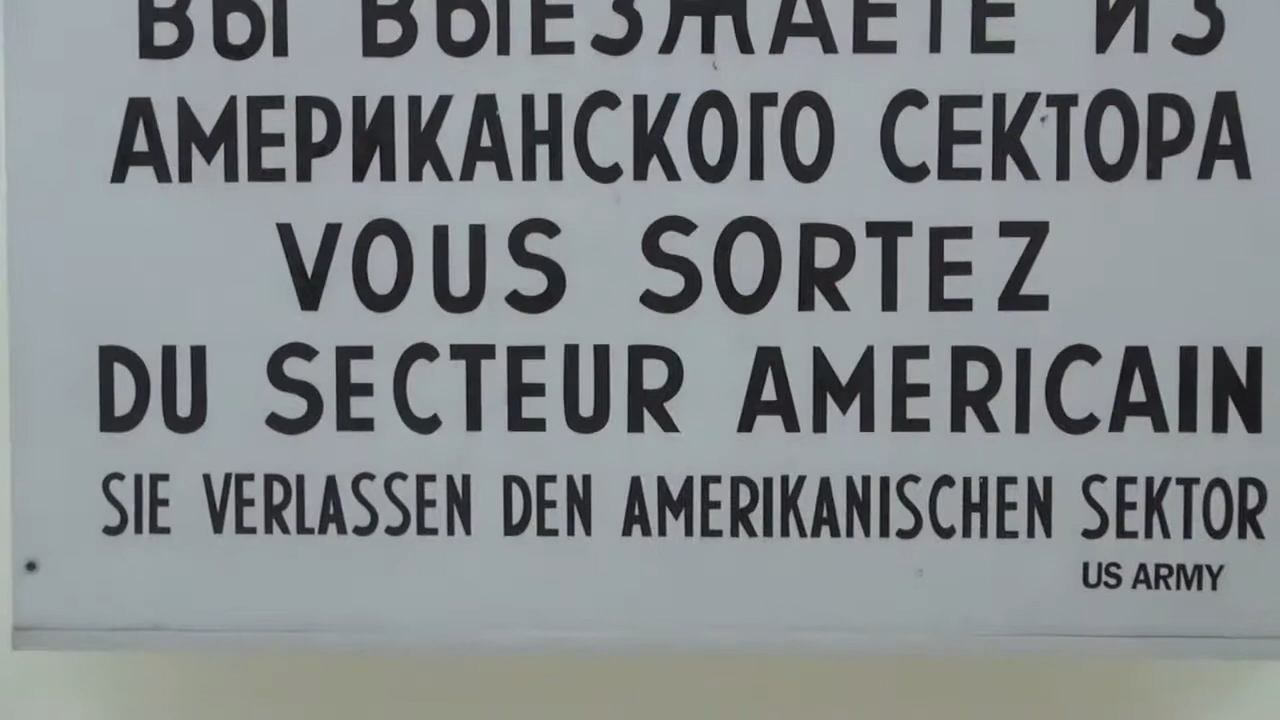 ВЫ ВЫЕЗЖАЕТЕ ИЗ
АМЕРИКАНСКОГО СЕКТОРА
VOUS SORTEZ
DU SECTEUR AMERICAIN
SIE VERLASSEN DEN AMERIKANISCHEN SEKTOR
US ARMY